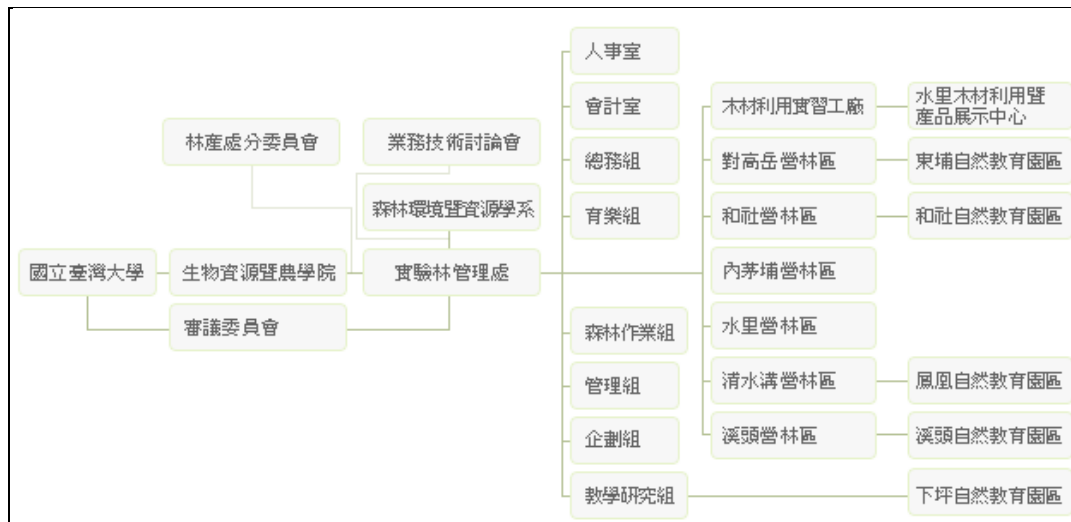 人事室
會計室
木材利用實習工廠
水里木材利用暨
產品展示中心
林產處分委員會
業務技術討論會
總務組
對高岳營林區
東埔自然教育園區
森林環境暨資源學系
育樂組
和社營林區
和社自然教育園區
國立臺灣大學
生物資源暨農學院
實驗林管理處
內茅埔營林區
審議委員會
森林作業組
水里營林區
管理組
清水溝營林區
鳳凰自然教育園區
企劃組
溪頭營林區
溪頭自然教育園區
教學研究組
下坪自然教育園區